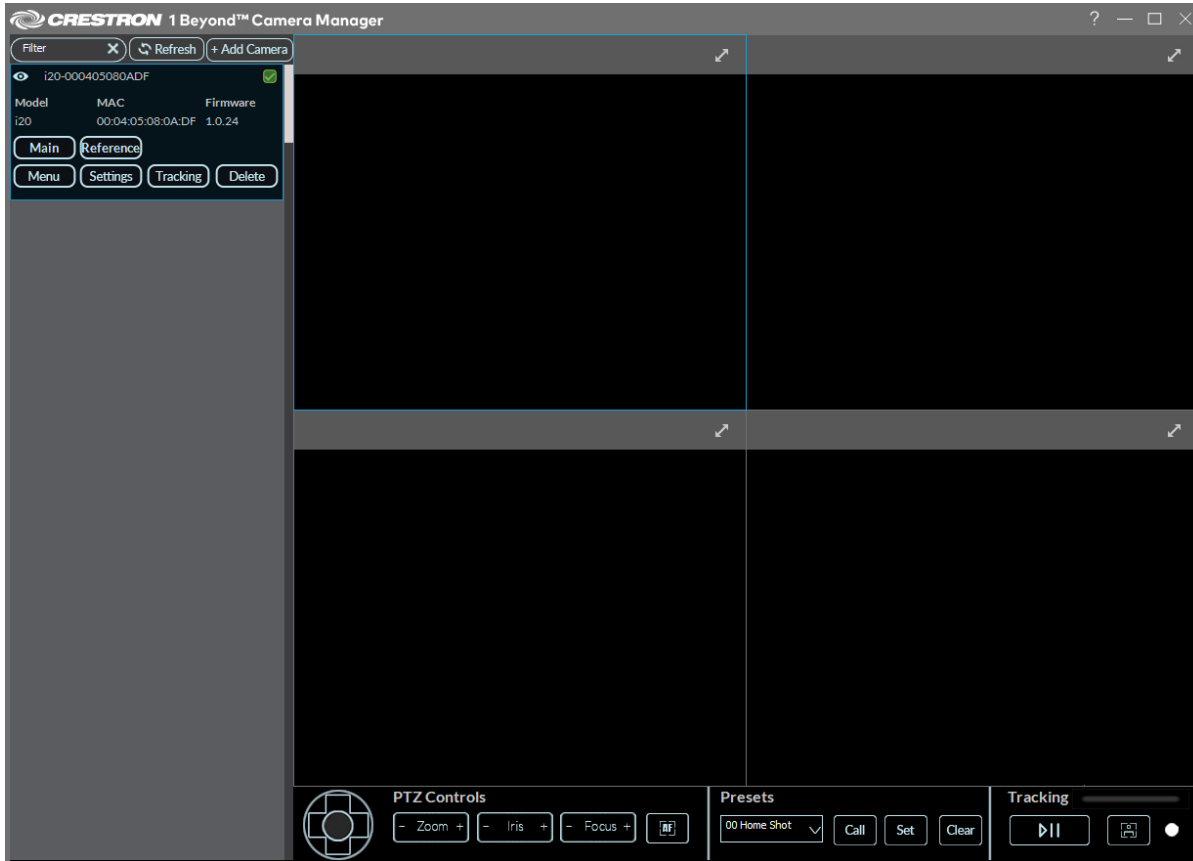 CRESTRON 1 Beyond™ Camera Manager ?
Filter Refresh + Add Camera
i20-000405080ADF
Model MAC Firmware
i20 00:04:05:08:0A:DF 1.0.24
Main Reference
Menu Settings Tracking Delete
PTZ Controls Presets Tracking
- Zoom + - Iris + - Focus + AF 00 Home Shot Call Set Clear